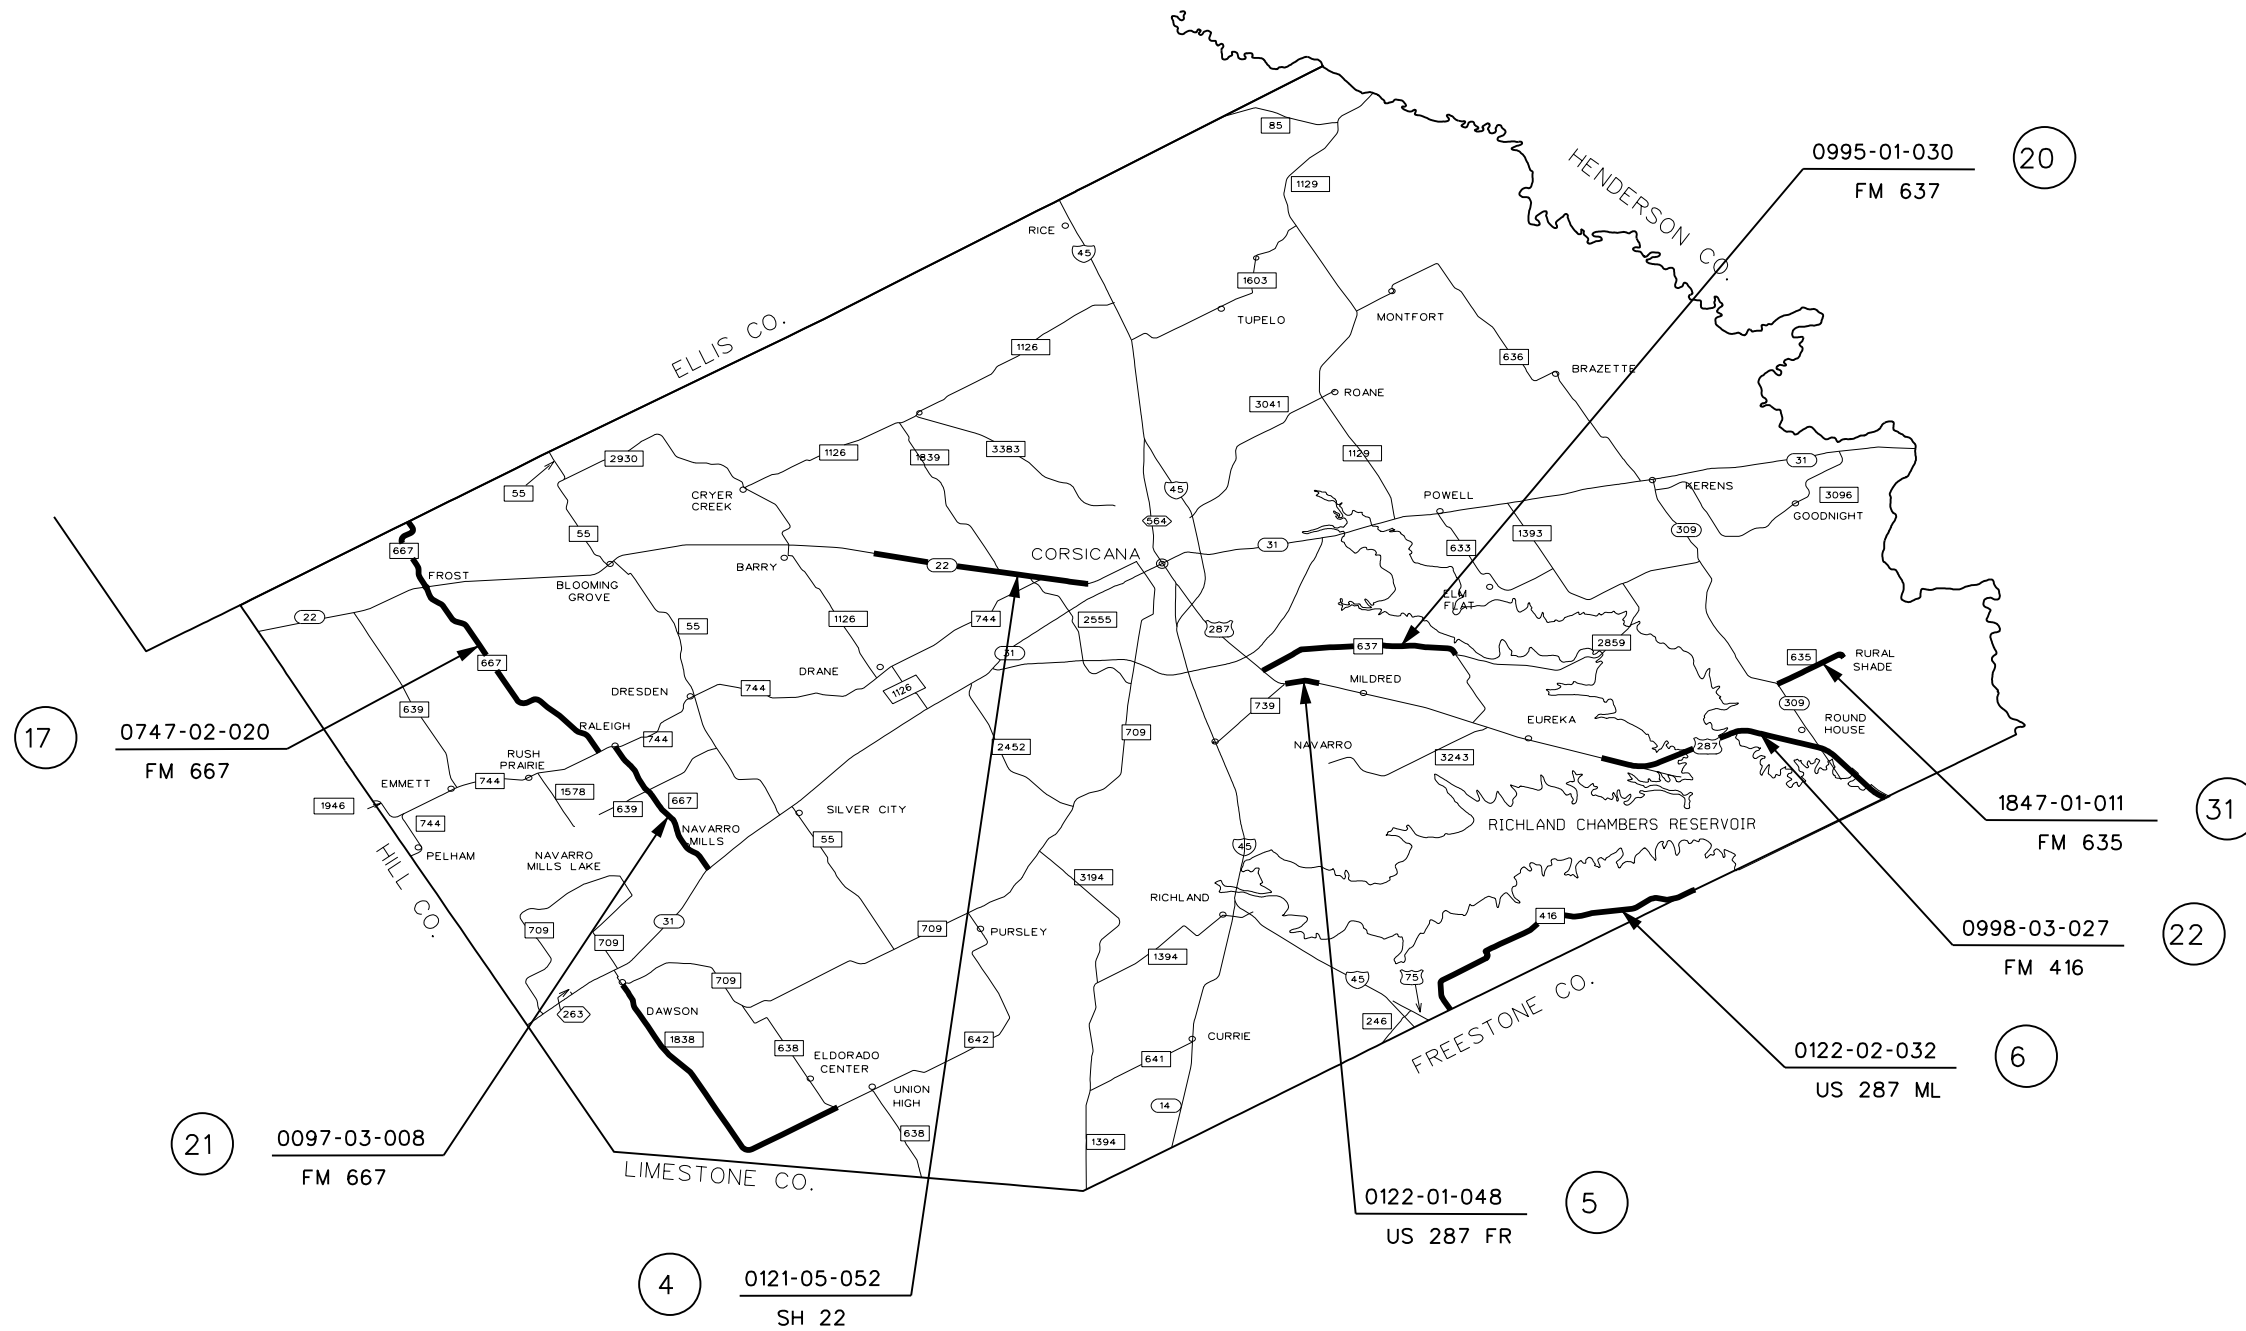 85
0995-01-030
20
FM 637
HENDERSON CO.
1129
RICE
45
1603
TUPELO
MONTFORT
ELLIS CO.
1126
636
BRAZETTE
ROANE
3041
2930
1126
1839
3383
1129
31
55
CRYER
CREEK
45
POWELL
KERENS
3096
GOODNIGHT
55
564
309
1393
667
31
633
CORSICANA
22
BARRY
FROST
BLOOMING
GROVE
ELM
FLAT
22
55
1126
744
2555
287
31
637
2859
635
RURAL
SHADE
667
DRANE
DRESDEN
744
1126
MILDRED
639
739
309
17
0747-02-020
FM 667
RALEIGH
744
709
EUREKA
ROUND
HOUSE
2452
NAVARRO
287
RUSH
PRAIRIE
3243
EMMETT
744
1578
1946
639
667
SILVER CITY
1847-01-011
31
FM 635
744
NAVARRO
MILLS
55
RICHLAND CHAMBERS RESERVOIR
HILL CO.
PELHAM
NAVARRO
MILLS LAKE
45
3194
RICHLAND
31
416
709
709
709
PURSLEY
0998-03-027
22
FM 416
1394
709
45
75
263
DAWSON
246
FREESTONE CO.
1838
638
642
ELDORADO
CENTER
CURRIE
641
0122-02-032
6
US 287 ML
UNION
HIGH
14
638
1394
21
0097-03-008
FM 667
LIMESTONE CO.
0122-01-048
5
US 287 FR
4
0121-05-052
SH 22